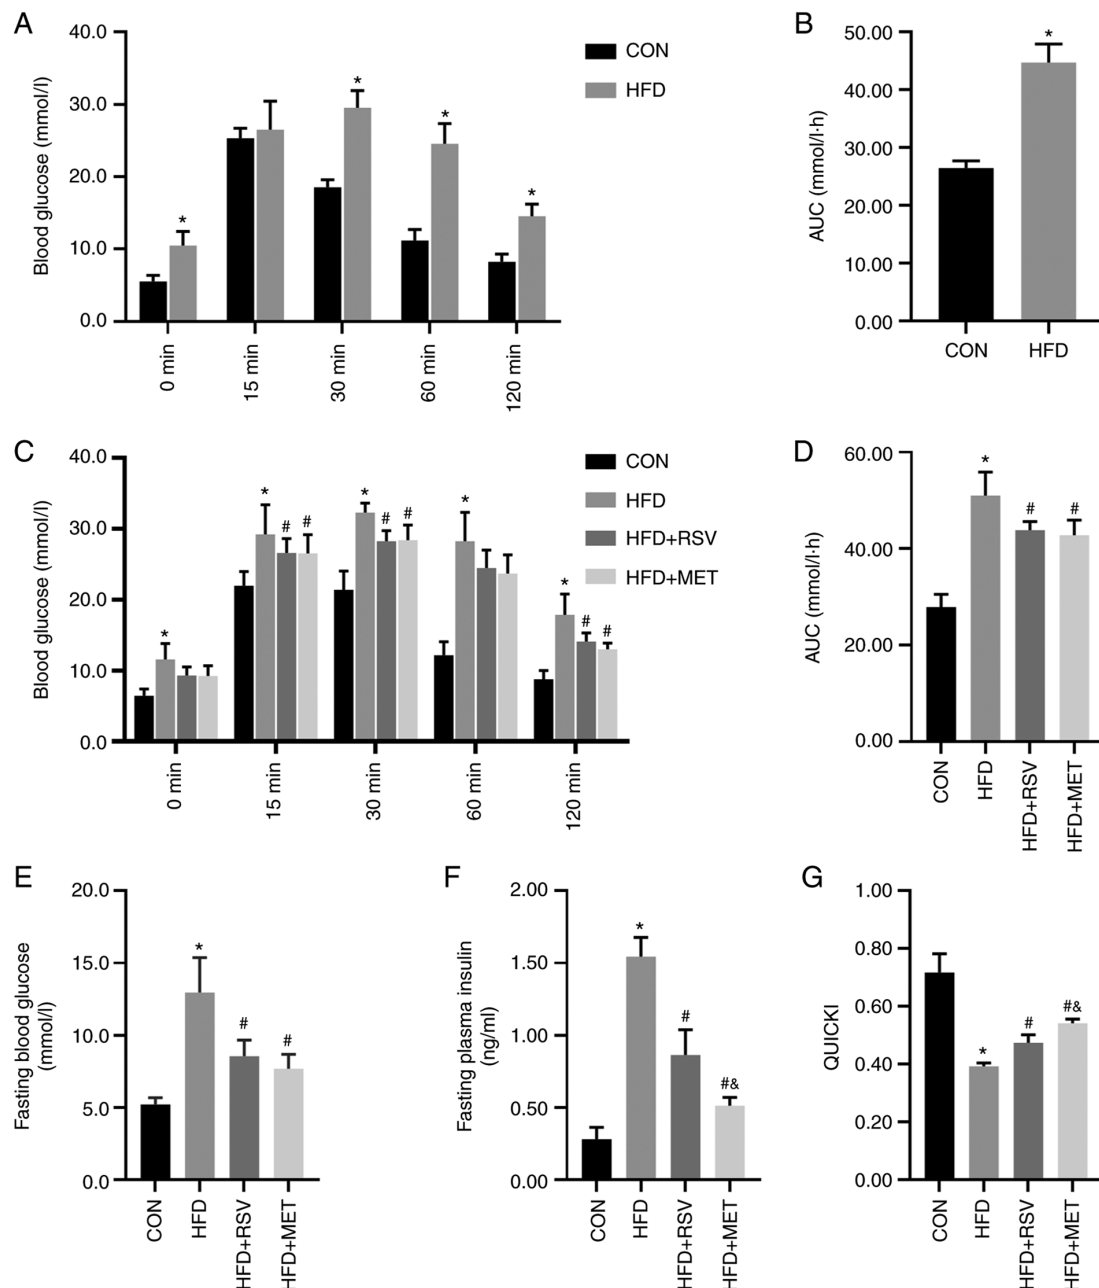 A
Blood glucose (mmol/l)
40.0
30.0
20.0
10.0
0.0
*
*
*
*
0 min
15 min
30 min
60 min
120 min
CON
HFD
B
AUC (mmol/l·h)
50.00
40.00
30.00
20.00
10.00
0.00
*
CON
HFD
C
Blood glucose (mmol/l)
40.0
30.0
20.0
10.0
0.0
*
* # #
* # #
*
* # #
0 min
15 min
30 min
60 min
120 min
CON
HFD
HFD+RSV
HFD+MET
D
AUC (mmol/l·h)
60.00
40.00
20.00
0.00
*
#
#
CON
HFD
HFD+RSV
HFD+MET
E
Fasting blood glucose
(mmol/l)
20.0
15.0
10.0
5.0
0.0
*
#
#
CON
HFD
HFD+RSV
HFD+MET
F
Fasting plasma insulin
(ng/ml)
2.00
1.50
1.00
0.50
0.00
*
#
#&
CON
HFD
HFD+RSV
HFD+MET
G
QUICKI
1.00
0.80
0.60
0.40
0.20
0.00
*
#
#&
CON
HFD
HFD+RSV
HFD+MET